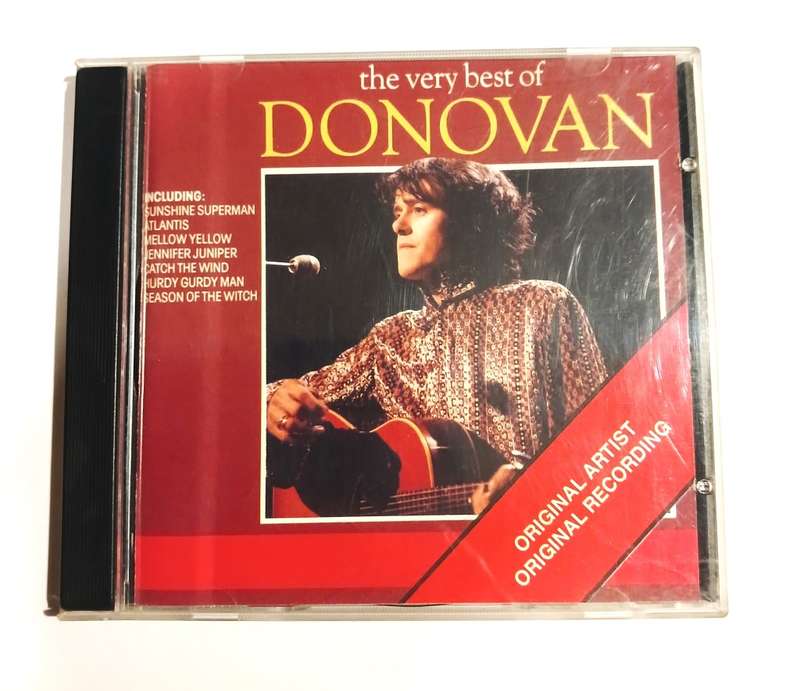 the very best of
DONOVAN
INCLUDING:
SUNSHINE SUPERMAN
ATLANTIS
MELLOW YELLOW
JENNIFER JUNIPER
CATCH THE WIND
HURDY GURDY MAN
SEASON OF THE WITCH
ORIGINAL ARTIST
ORIGINAL RECORDING